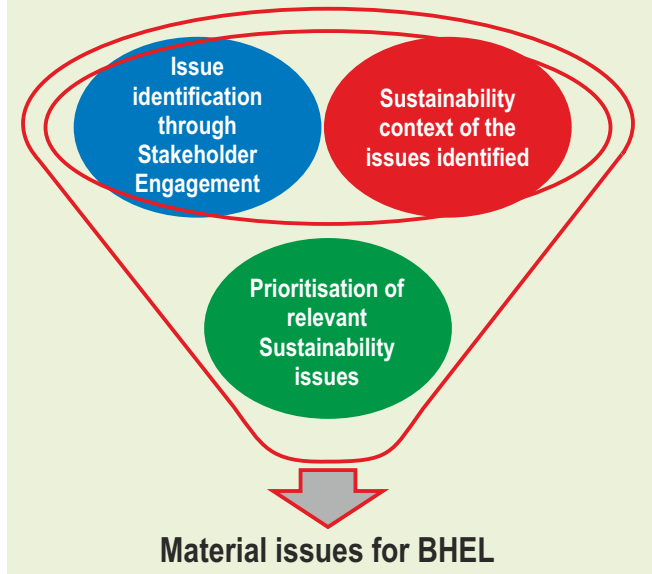 Issue
identification
through
Stakeholder
Engagement
Sustainability
context of the
issues identified
Prioritisation of
relevant
Sustainability
issues
Material issues for BHEL